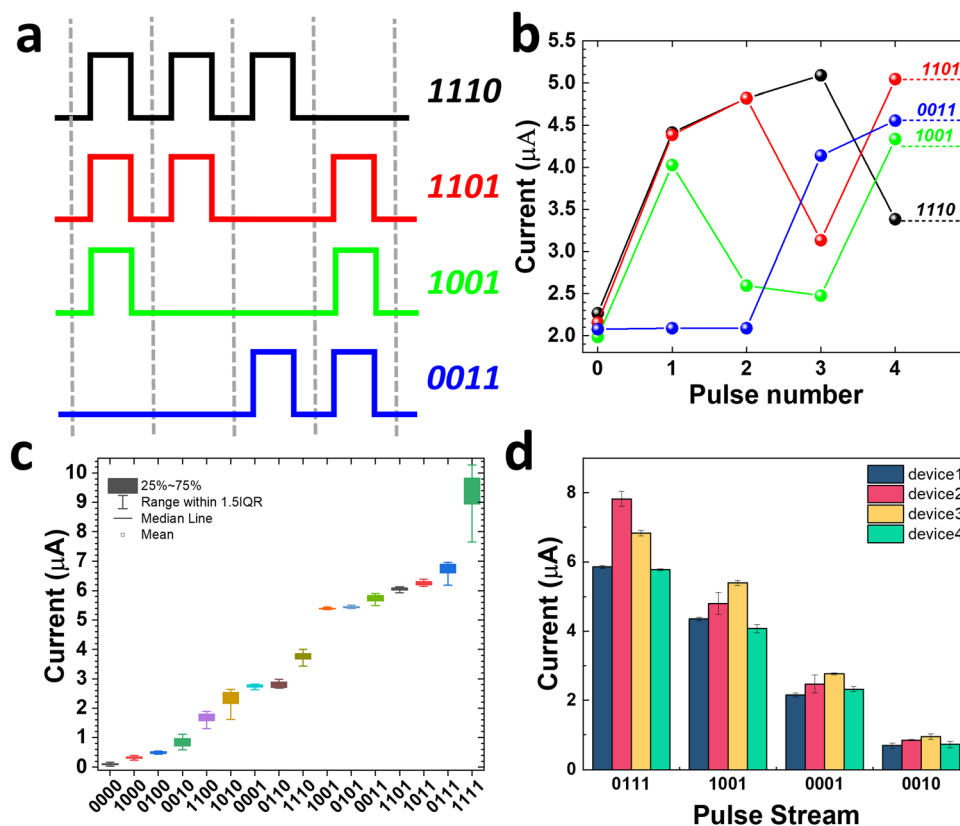 a
1110
1101
1001
0011
b
Current (μA)
5.5
5.0
4.5
4.0
3.5
3.0
2.5
2.0
0 1 2 3 4
Pulse number
1101
0011
1001
1110
c
Current (μA)
10
9
8
7
6
5
4
3
2
1
0
25%~75%
Range within 1.5IQR
Median Line
Mean
0000 1000 0100 0010 1100 1010 0001 0110 1110 1001 0101 0011 1101 1011 0111 1111
d
Current (μA)
8
6
4
2
0
device1
device2
device3
device4
0111 1001 0001 0010
Pulse Stream